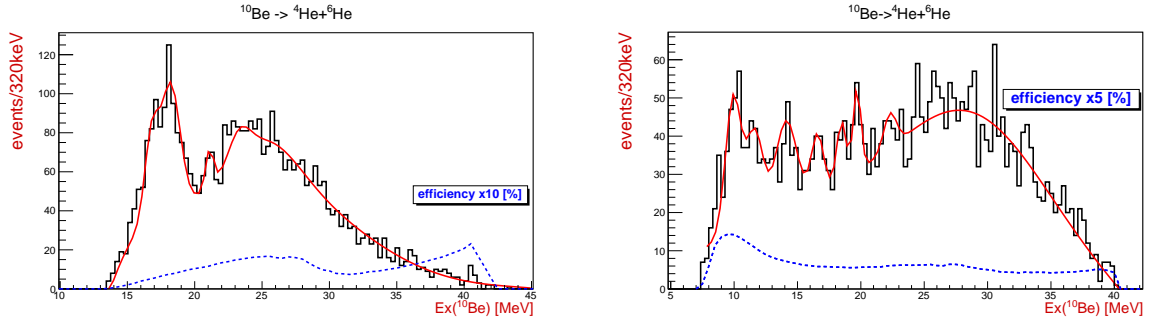 ¹⁰Be -> ⁴He+⁶He
events/320keV
120
100
80
60
40
20
0
efficiency x10 [%]
10 15 20 25 30 35 40 45
Ex(¹⁰Be) [MeV]
¹⁰Be->⁴He+⁶He
events/320keV
60
50
40
30
20
10
0
efficiency x5 [%]
5 10 15 20 25 30 35 40
Ex(¹⁰Be) [MeV]